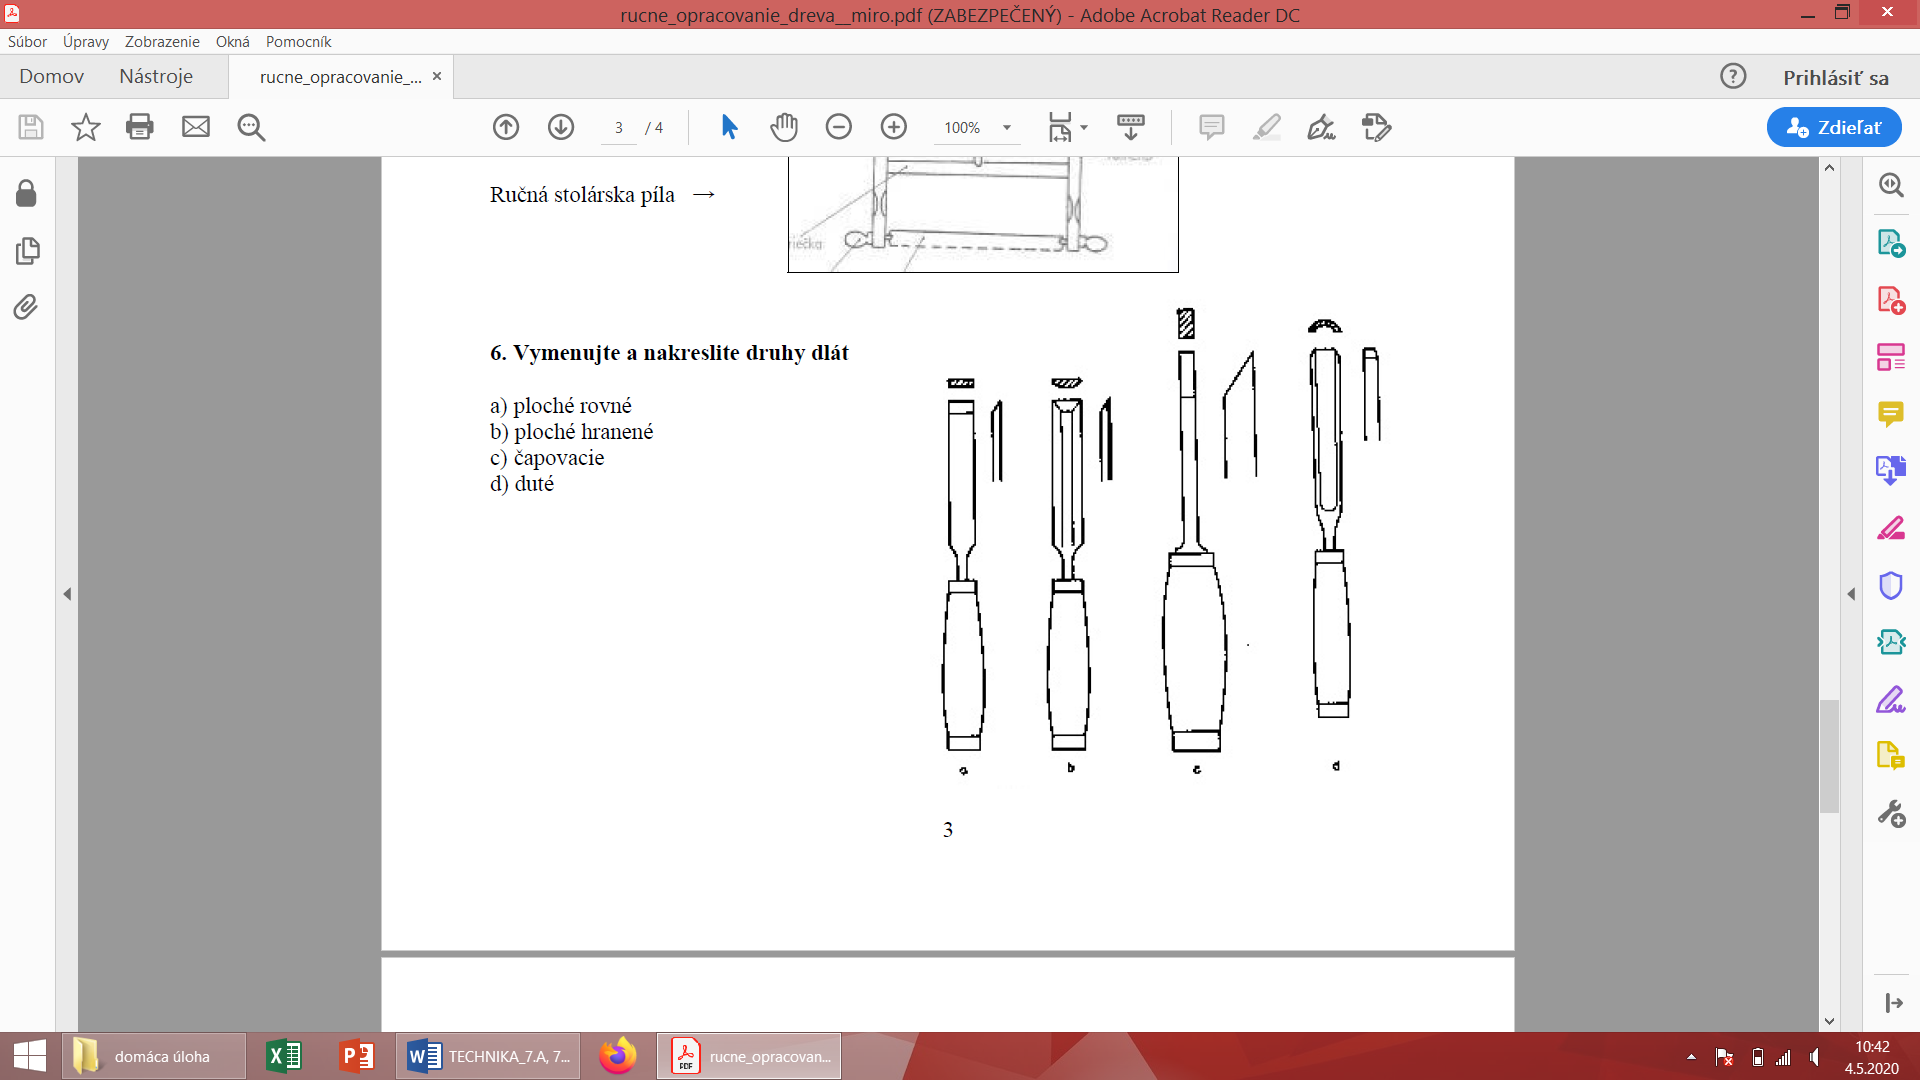 rucne_opracovanie_dreva__miro.pdf (ZABEZPEČENÝ) - Adobe Acrobat Reader DC
Súbor Úpravy Zobrazenie Okná Pomocník
Domov Nástroje rucne_opracovanie_... × ? Prihlásiť sa
3 / 4 100% Zdieľať
Ručná stolárska píla →
riečka
6. Vymenujte a nakreslite druhy dlát
a) ploché rovné
b) ploché hranené
c) čapovacie
d) duté
a b c d
3
domáca úloha TECHNIKA_7.A, 7... PDF rucne_opracovan... 10:42
4.5.2020